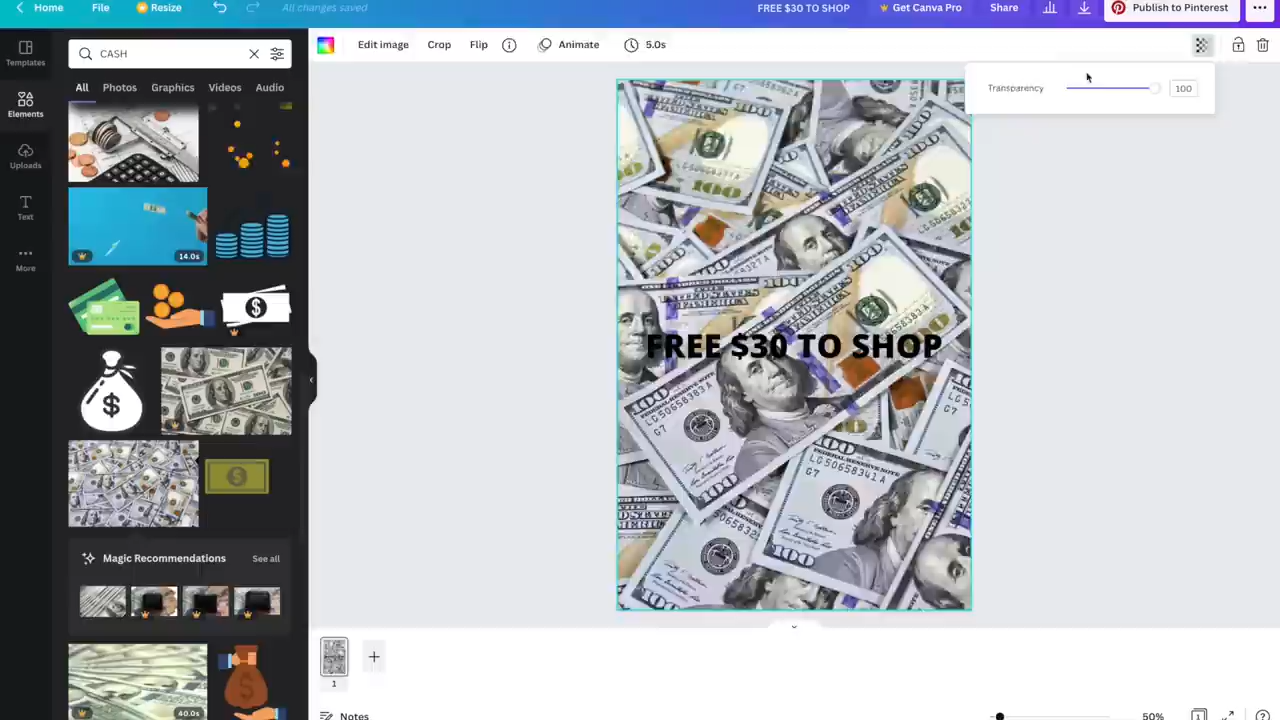 Home File Resize All changes saved FREE $30 TO SHOP Get Canva Pro Share Publish to Pinterest
CASH
Edit image Crop Flip Animate 5.0s
Templates
Elements
Uploads
Text
More
All Photos Graphics Videos Audio
Transparency 100
14.0s
FREE $30 TO SHOP
Magic Recommendations See all
40.0s
1
Notes
50%
1